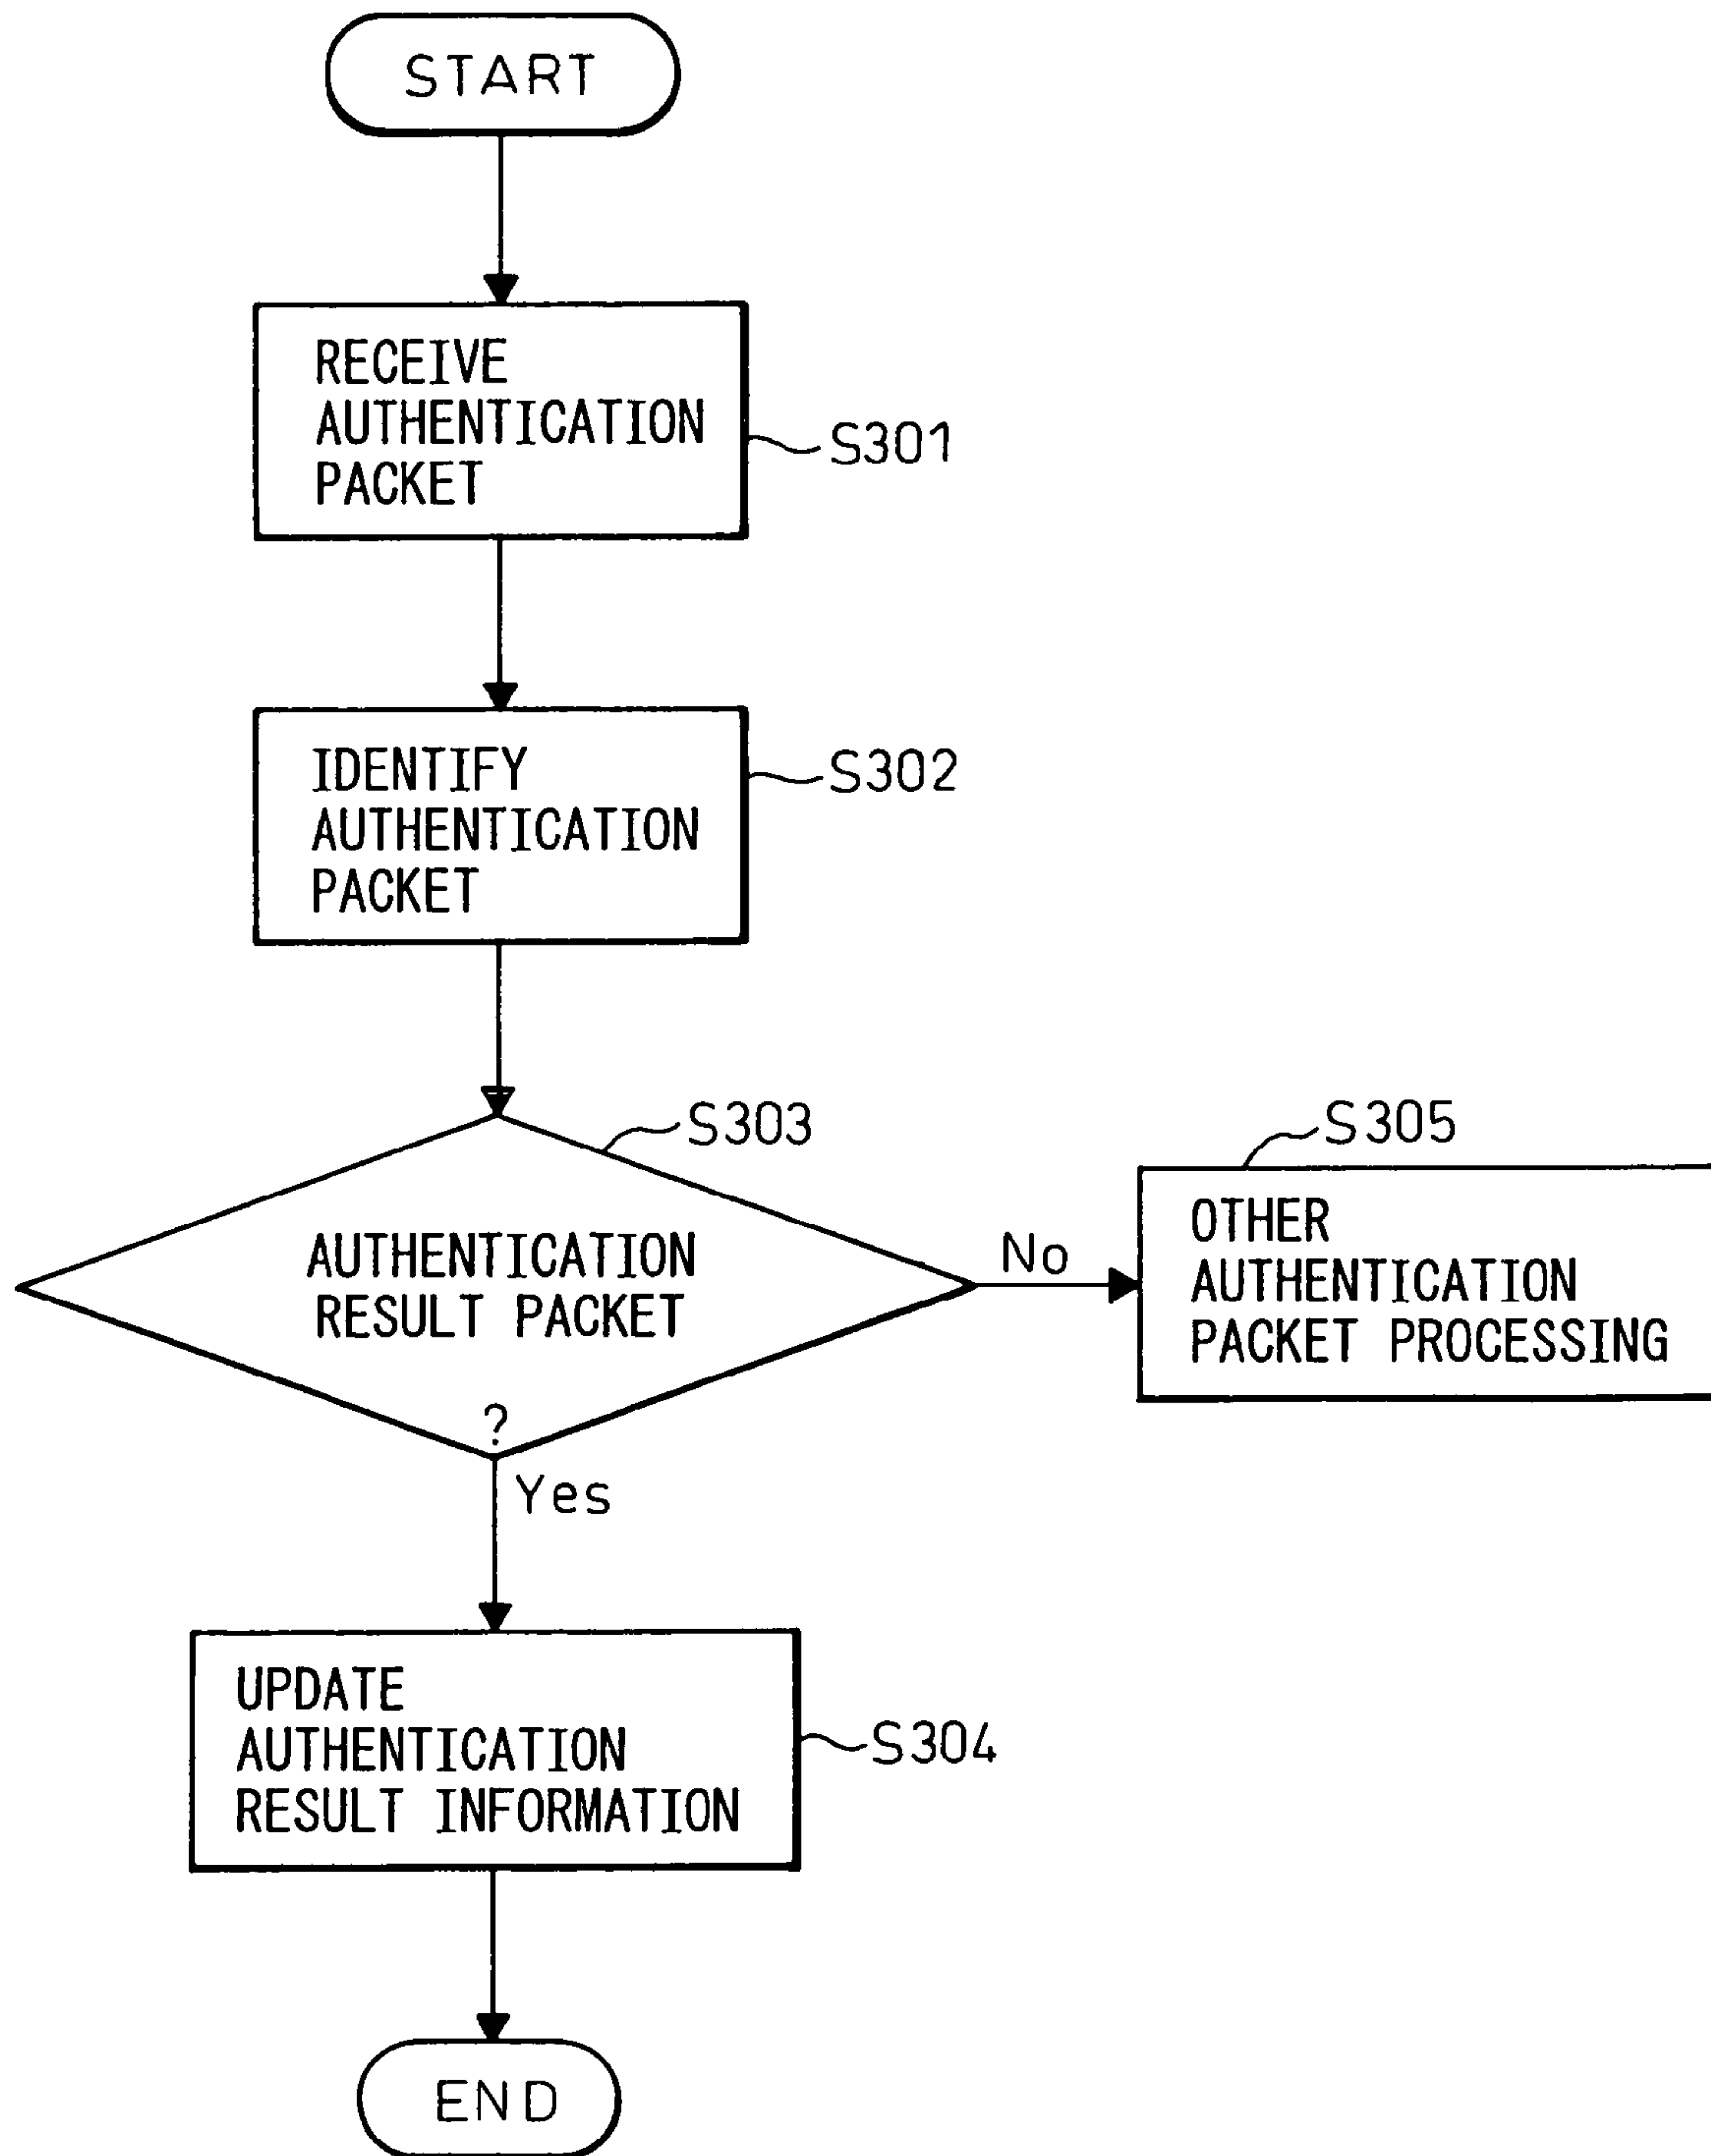 START
RECEIVE
AUTHENTICATION
PACKET
S301
IDENTIFY
AUTHENTICATION
PACKET
S302
S303
AUTHENTICATION
RESULT PACKET
?
No
S305
OTHER
AUTHENTICATION
PACKET PROCESSING
Yes
UPDATE
AUTHENTICATION
RESULT INFORMATION
S304
END